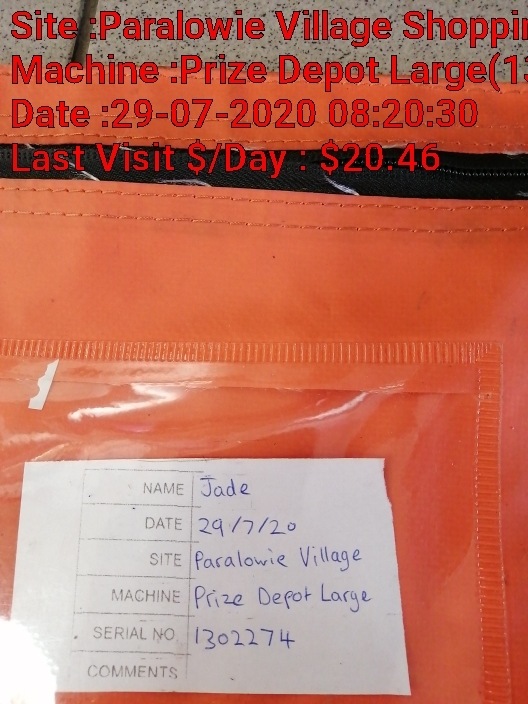 Site :Paralowie Village Shoppin
Machine :Prize Depot Large(13
Date :29-07-2020 08:20:30
Last Visit $/Day : $20.46
NAME Jade
DATE 29/7/20
SITE Paralowie Village
MACHINE Prize Depot Large
SERIAL NO. 1302274
COMMENTS